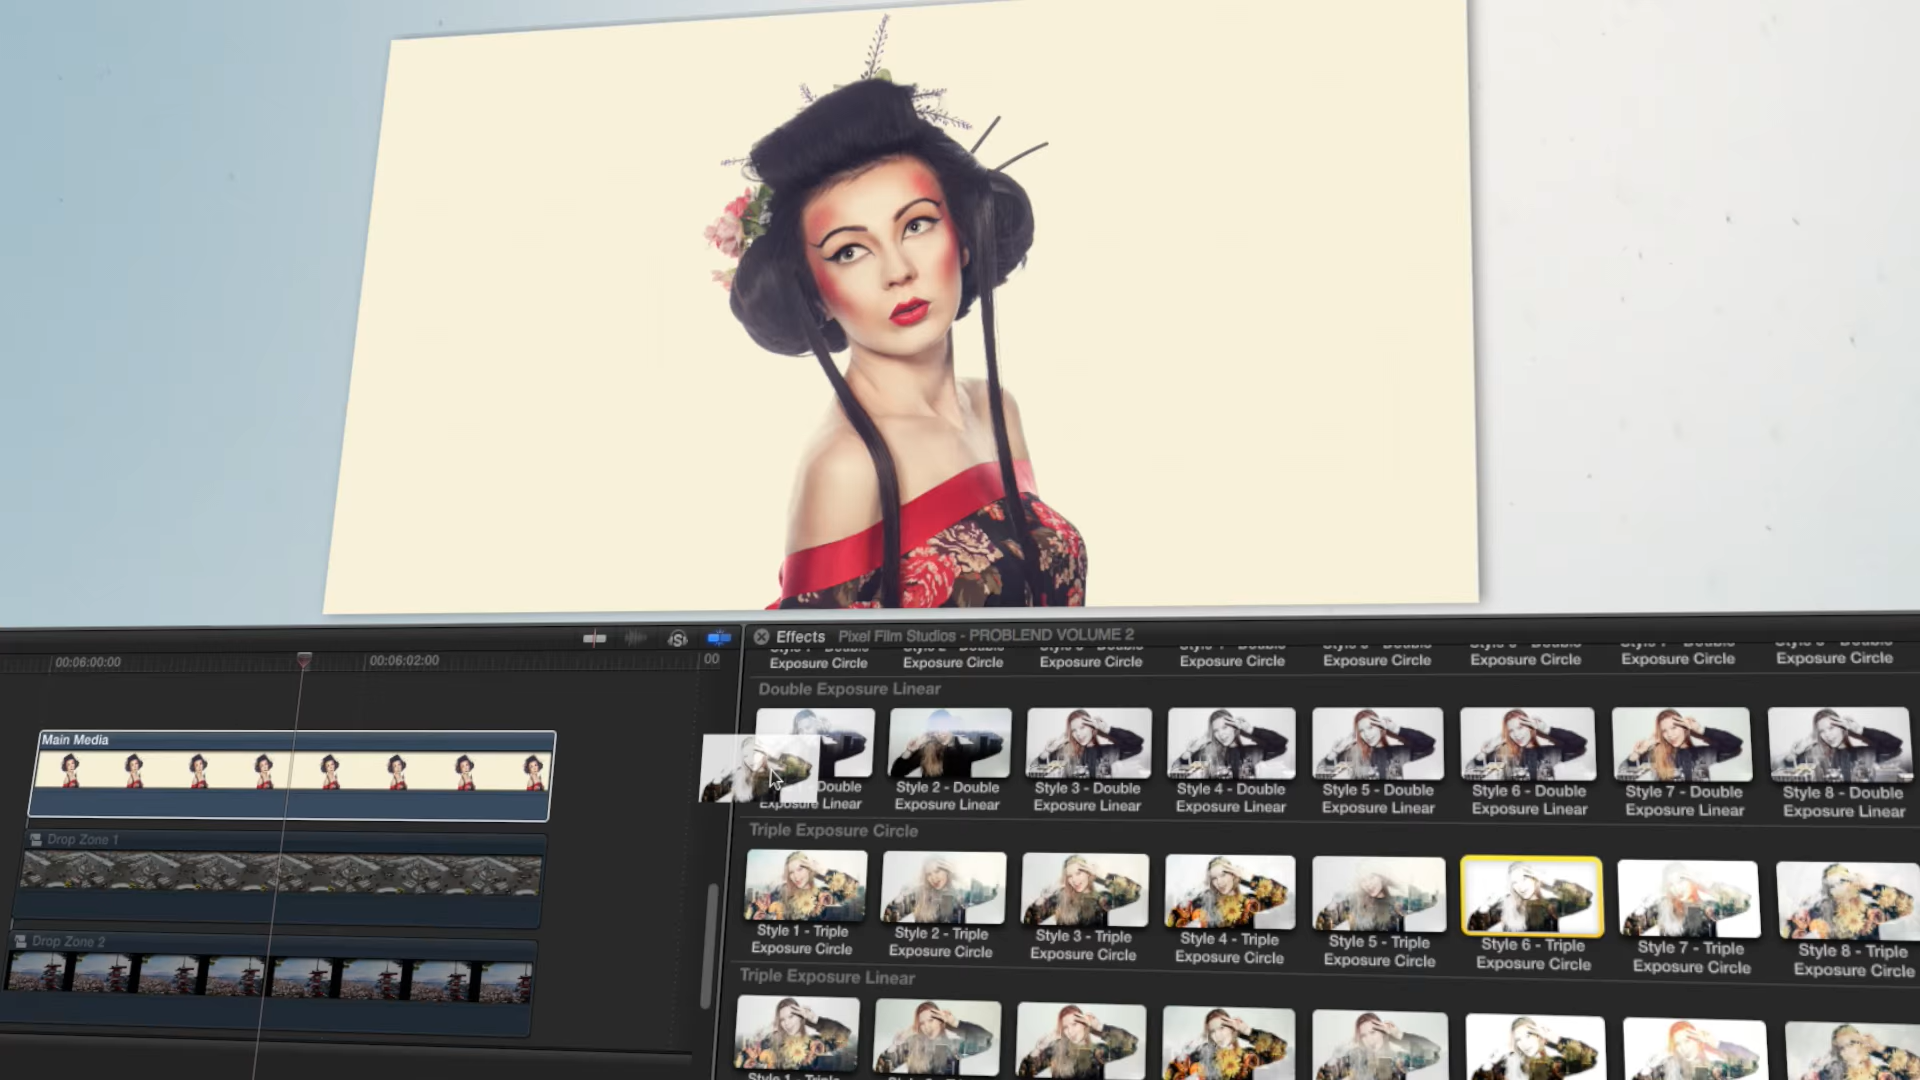 Effects Pixel Film Studios - PROBLEND VOLUME 2
00:06:00:00 00:06:02:00 00
Exposure Circle Exposure Circle Exposure Circle Exposure Circle Exposure Circle Exposure Circle Exposure Circle Exposure Circle
Double Exposure Linear
Main Media
Double Style 2 - Double Style 3 - Double Style 4 - Double Style 5 - Double Style 6 - Double Style 7 - Double Style 8 - Double
Exposure Linear Exposure Linear Exposure Linear Exposure Linear Exposure Linear Exposure Linear Exposure Linear Exposure Linear
Triple Exposure Circle
Drop Zone 1
Style 1 - Triple Style 2 - Triple Style 3 - Triple Style 4 - Triple Style 5 - Triple Style 6 - Triple Style 7 - Triple Style 8 - Triple
Exposure Circle Exposure Circle Exposure Circle Exposure Circle Exposure Circle Exposure Circle Exposure Circle Exposure Circle
Drop Zone 2
Triple Exposure Linear
Style 1 - Triple